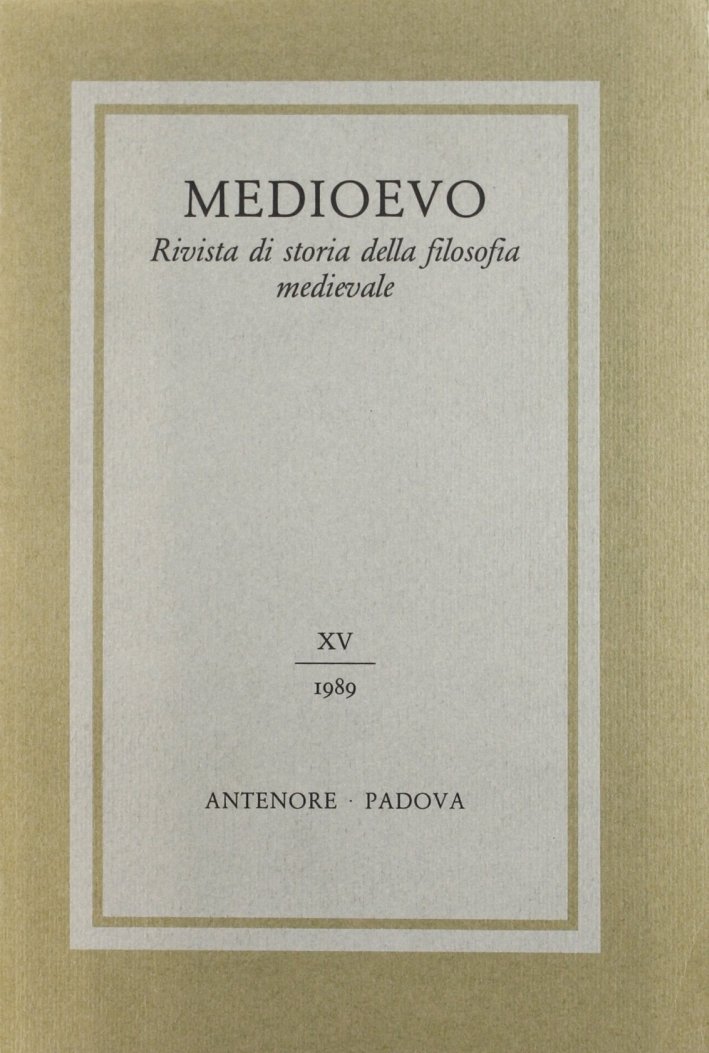 MEDIOEVO
Rivista di storia della filosofia
medievale
XV
1989
ANTENORE · PADOVA